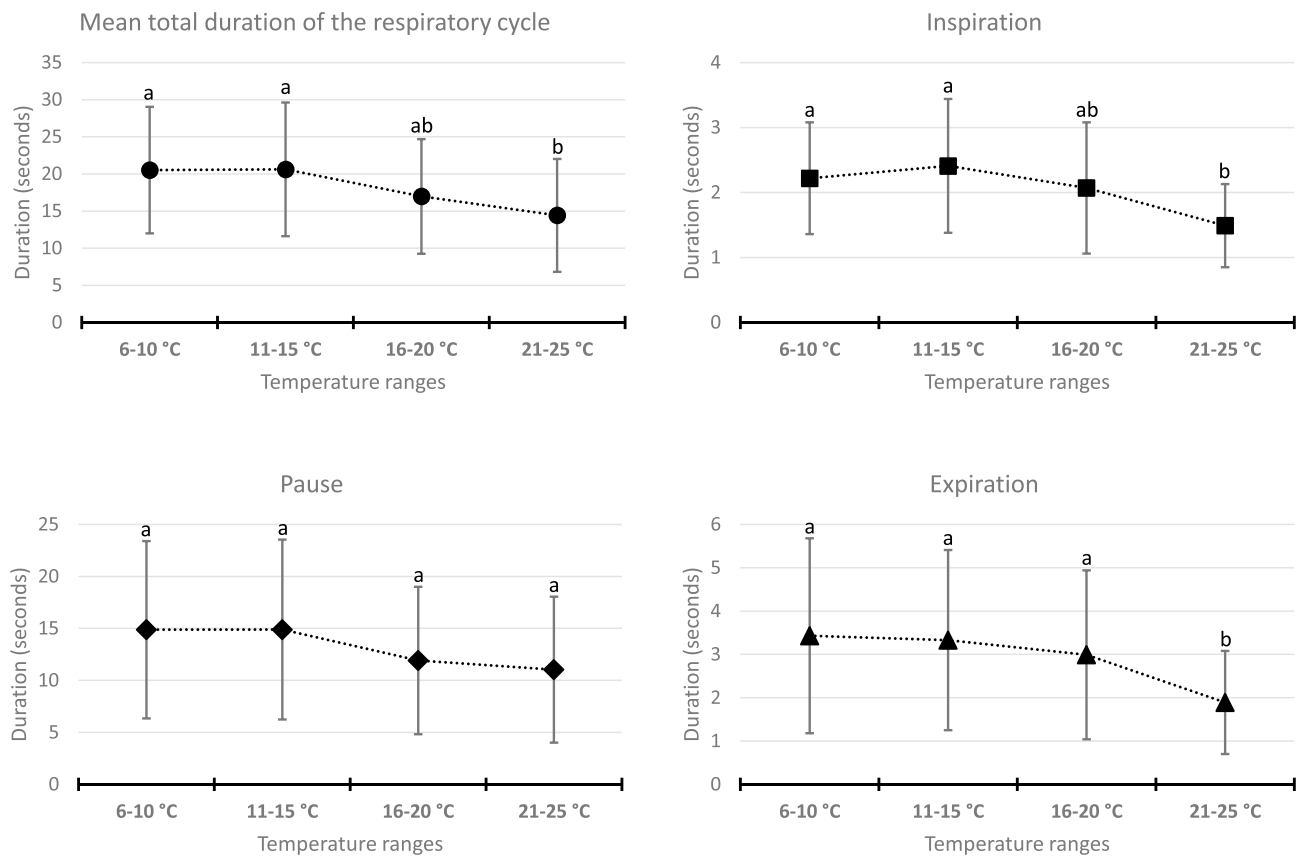 Mean total duration of the respiratory cycle
35
30
25
20
15
10
5
0
Duration (seconds)
a
a
ab
b
6-10 °C
11-15 °C
16-20 °C
21-25 °C
Temperature ranges
Inspiration
4
3
2
1
0
Duration (seconds)
a
a
ab
b
6-10 °C
11-15 °C
16-20 °C
21-25 °C
Temperature ranges
Pause
25
20
15
10
5
0
Duration (seconds)
a
a
a
a
6-10 °C
11-15 °C
16-20 °C
21-25 °C
Temperature ranges
Expiration
6
5
4
3
2
1
0
Duration (seconds)
a
a
a
b
6-10 °C
11-15 °C
16-20 °C
21-25 °C
Temperature ranges